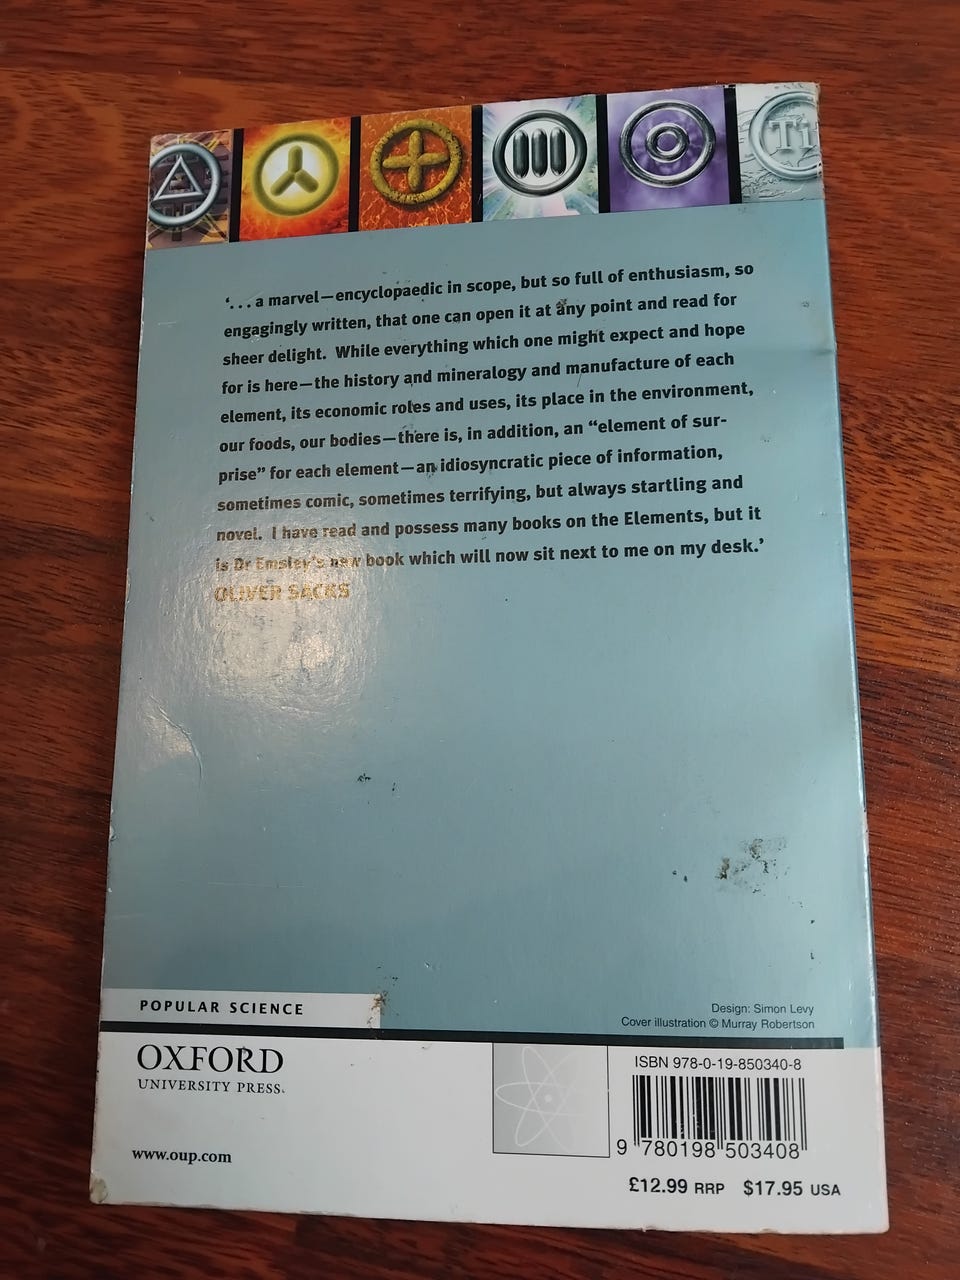 Ti
‘. . . a marvel—encyclopaedic in scope, but so full of enthusiasm, so
engagingly written, that one can open it at any point and read for
sheer delight. While everything which one might expect and hope
for is here—the history and mineralogy and manufacture of each
element, its economic roles and uses, its place in the environment,
our foods, our bodies—there is, in addition, an “element of sur-
prise” for each element—an idiosyncratic piece of information,
sometimes comic, sometimes terrifying, but always startling and
novel. I have read and possess many books on the Elements, but it
is Dr Emsley’s new book which will now sit next to me on my desk.’
OLIVER SACKS
POPULAR SCIENCE
Design: Simon Levy
Cover illustration © Murray Robertson
OXFORD
UNIVERSITY PRESS
www.oup.com
ISBN 978-0-19-850340-8
9 780198 503408
£12.99 RRP $17.95 USA